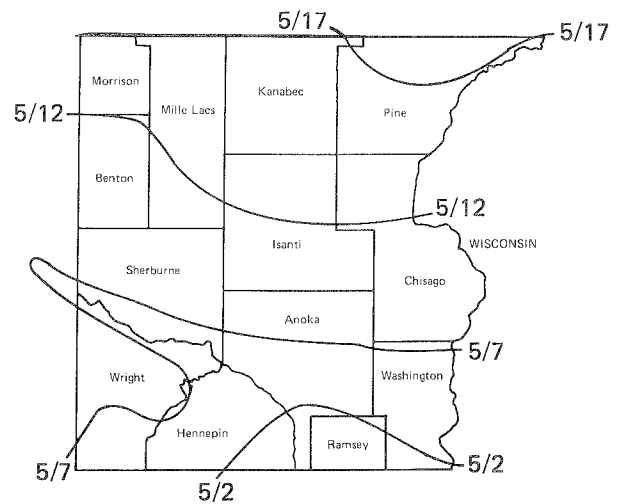 5/17
5/17
Morrison
Kanabec
Mille Lacs
Pine
5/12
Benton
5/12
Isanti
WISCONSIN
Sherburne
Chisago
Anoka
5/7
Wright
Washington
Hennepin
Ramsey
5/7
5/2
5/2